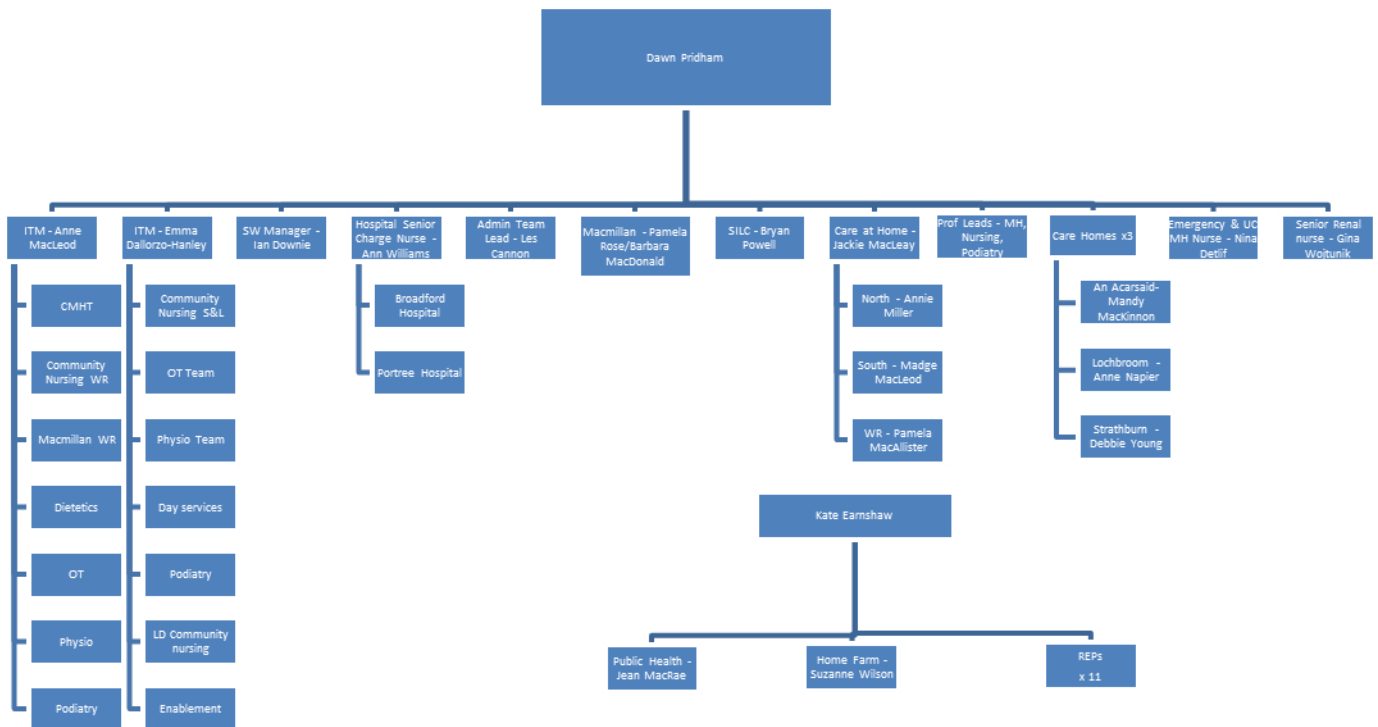 Dawn Pridham
ITM - Anne
MacLeod
ITM - Emma
Dallorzo-Hanley
SW Manager -
Ian Downie
Hospital Senior
Charge Nurse -
Ann Williams
Admin Team
Lead - Les
Cannon
Macmillan - Pamela
Rose/Barbara
MacDonald
SILC - Bryan
Powell
Care at Home -
Jackie MacLeay
Prof Leads - MH,
Nursing,
Podiatry
Care Homes x3
Emergency & UC
MH Nurse - Nina
Detlif
Senior Renal
nurse - Gina
Wojtunik
CMHT
Community
Nursing WR
Macmillan WR
Dietetics
OT
Physio
Podiatry
Community
Nursing S&L
OT Team
Physio Team
Day services
Podiatry
LD Community
nursing
Enablement
Broadford
Hospital
Portree Hospital
North - Annie
Miller
South - Madge
MacLeod
WR - Pamela
MacAllister
An Acarsaid-
Mandy
MacKinnon
Lochbroom -
Anne Napier
Strathburn -
Debbie Young
Kate Earnshaw
Public Health -
Jean MacRae
Home Farm -
Suzanne Wilson
REPs
x 11